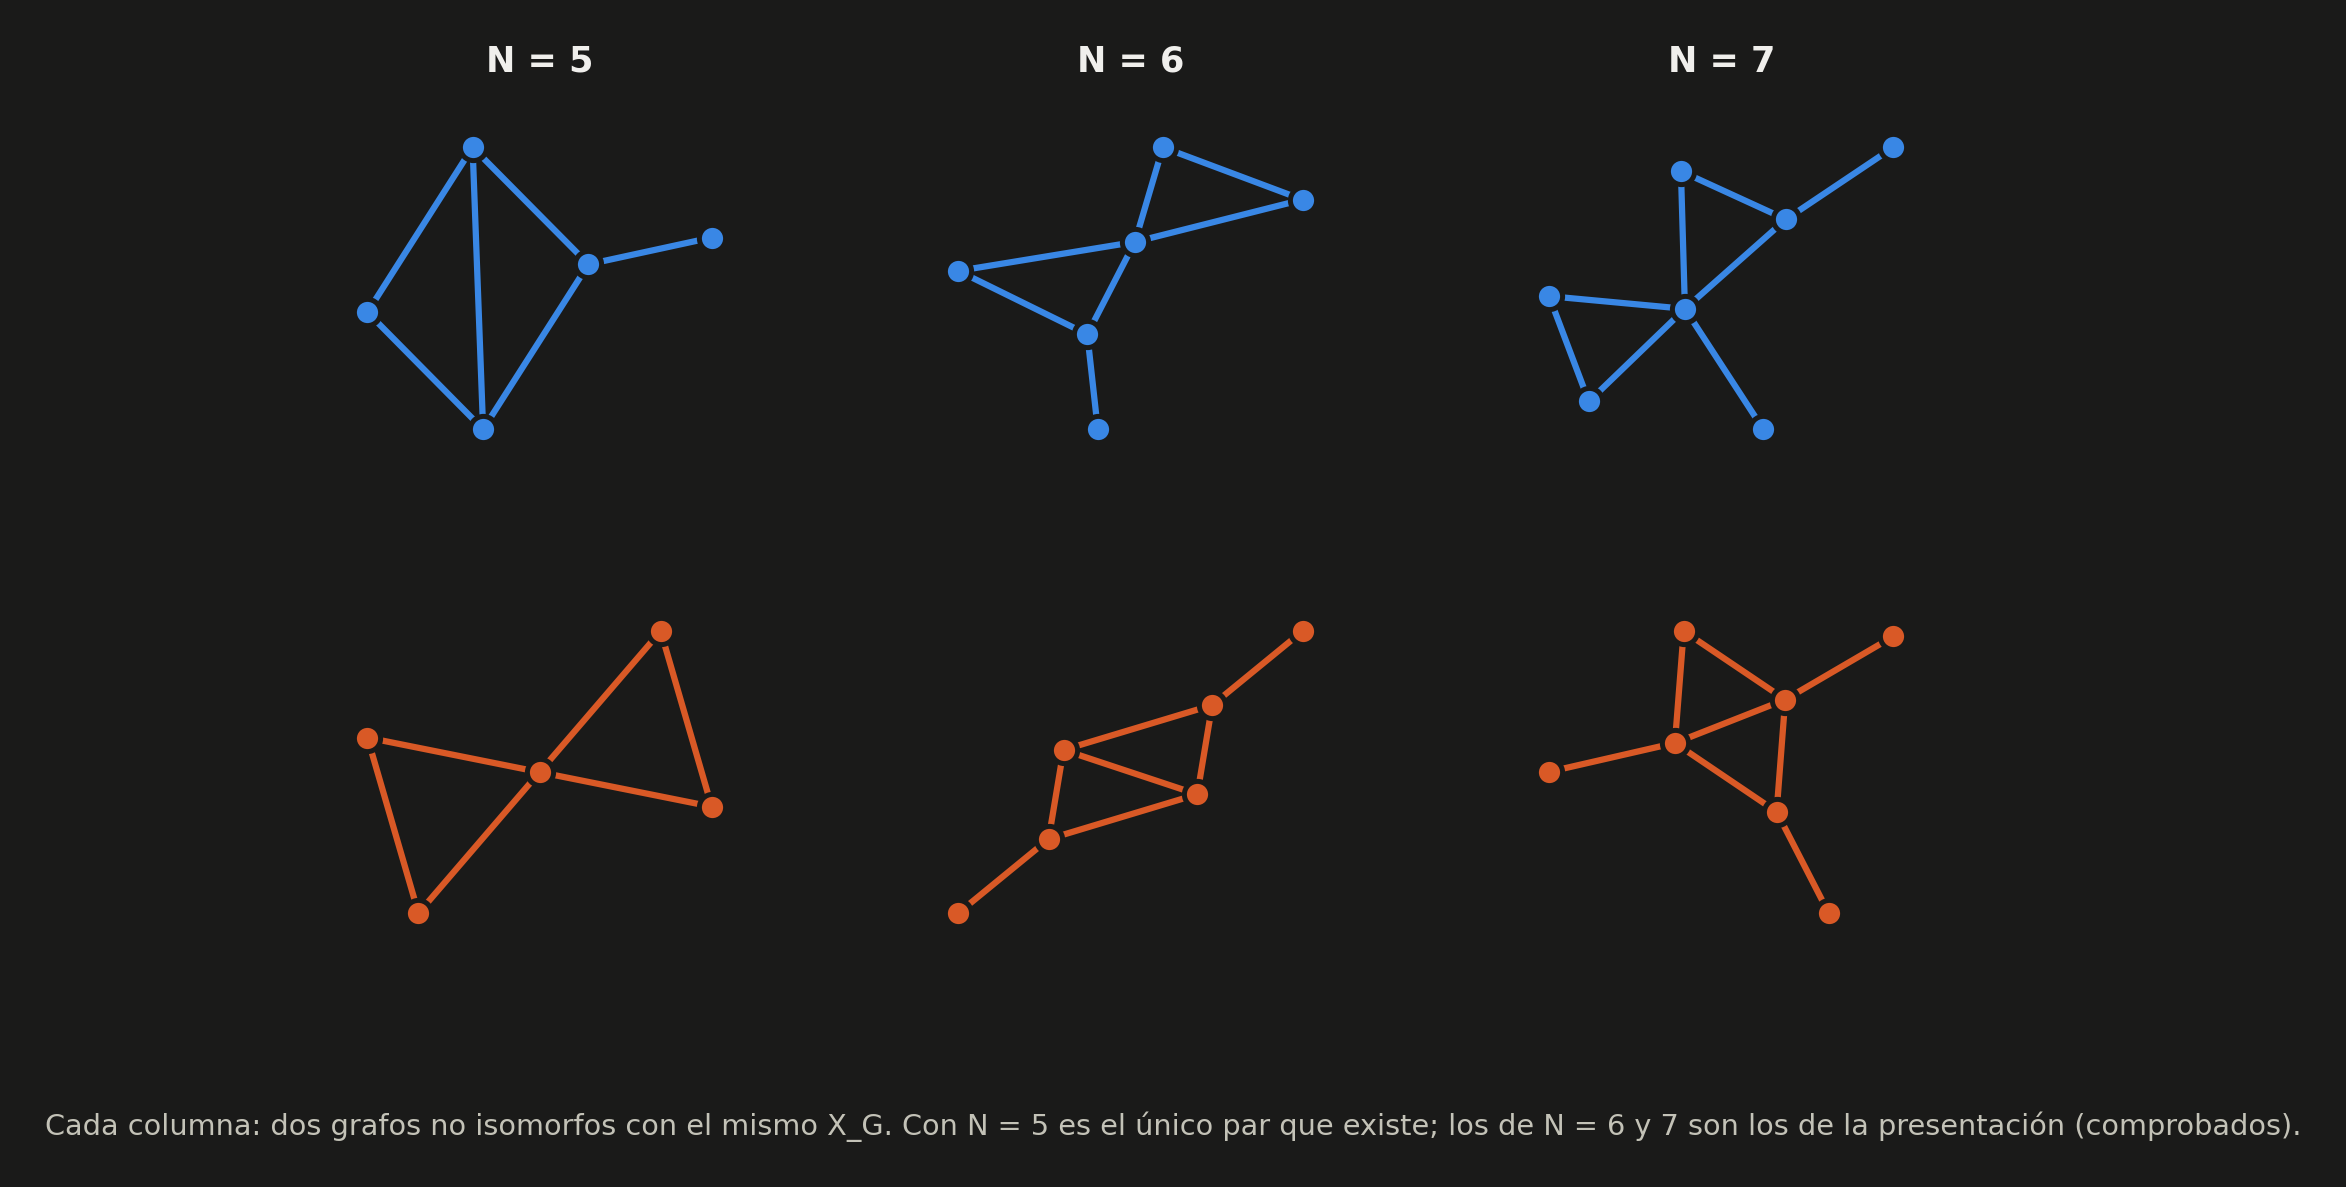 N = 5
N = 6
N = 7
Cada columna: dos grafos no isomorfos con el mismo X_G. Con N = 5 es el único par que existe; los de N = 6 y 7 son los de la presentación (comprobados).